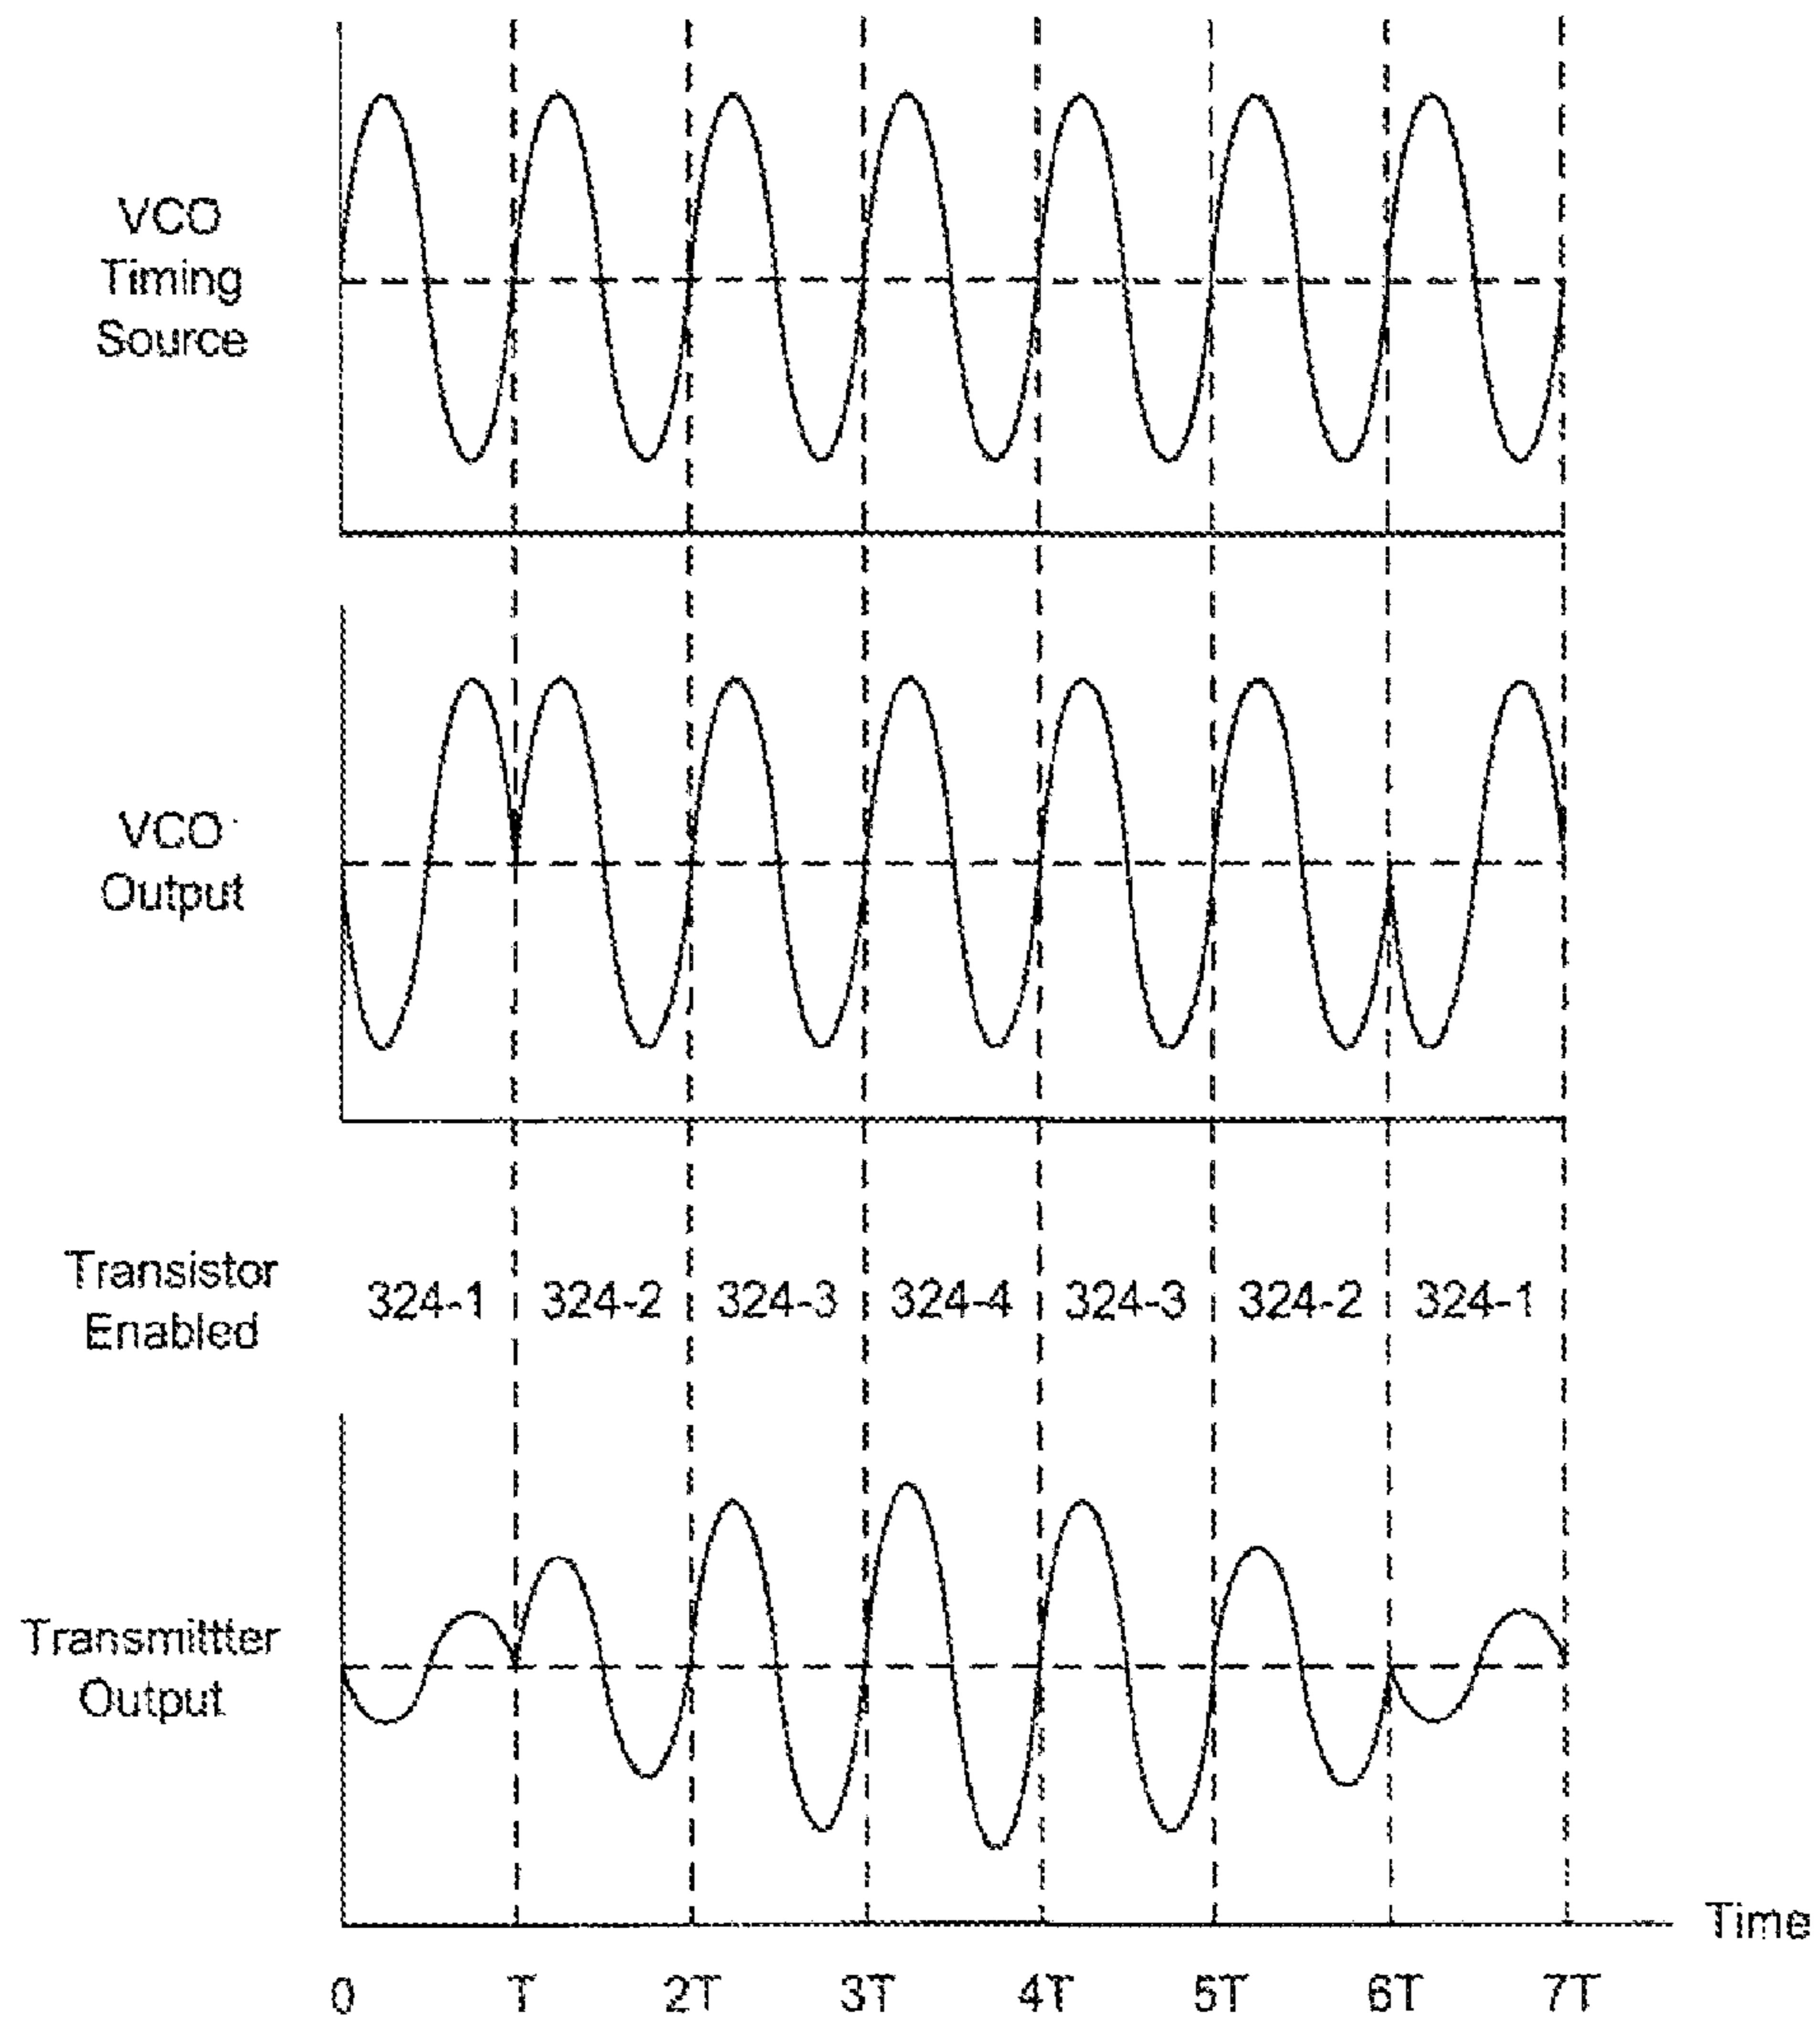 VCO
Timing
Source
VCO
Output
Transistor
Enabled
324-1 324-2 324-3 324-4 324-3 324-2 324-1
Transmittter
Output
Time
0 T 2T 3T 4T 5T 6T 7T